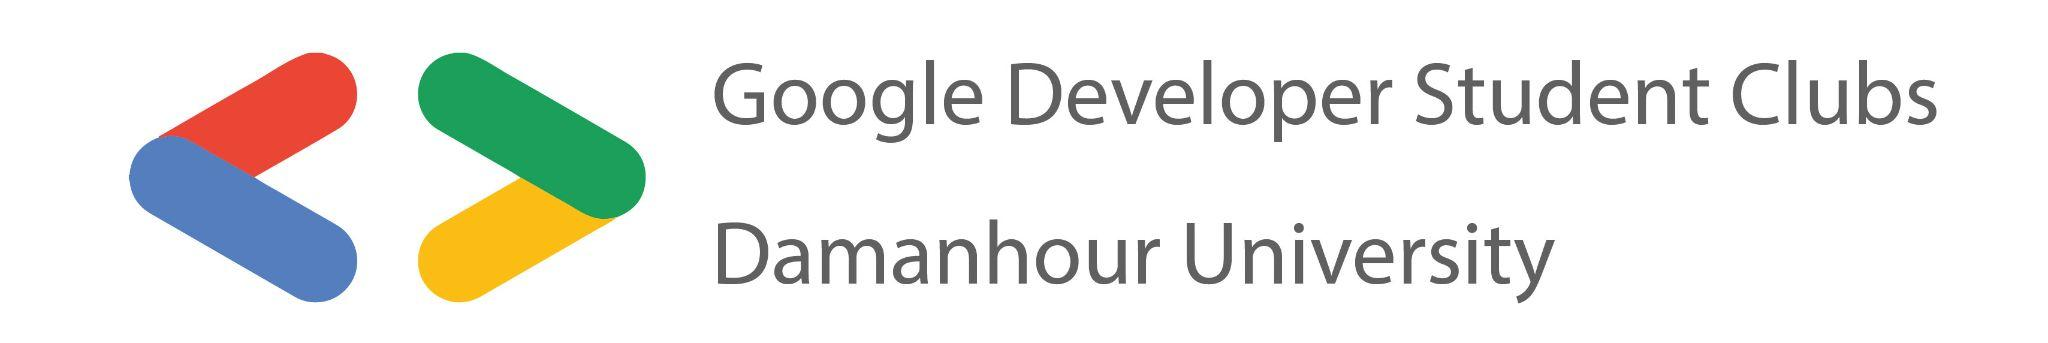 Google Developer Student Clubs
Damanhour University